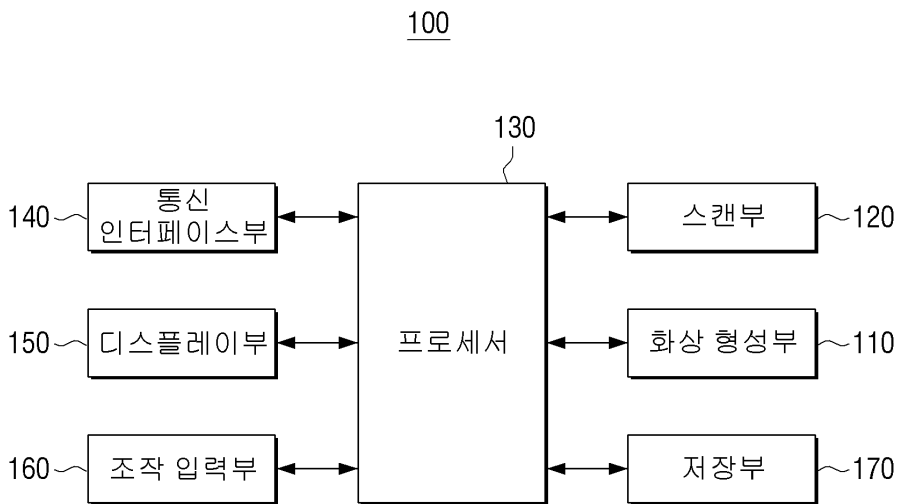 100
130
140
통신
인터페이스부
스캔부
120
150
디스플레이부
프로세서
화상 형성부
110
160
조작 입력부
저장부
170